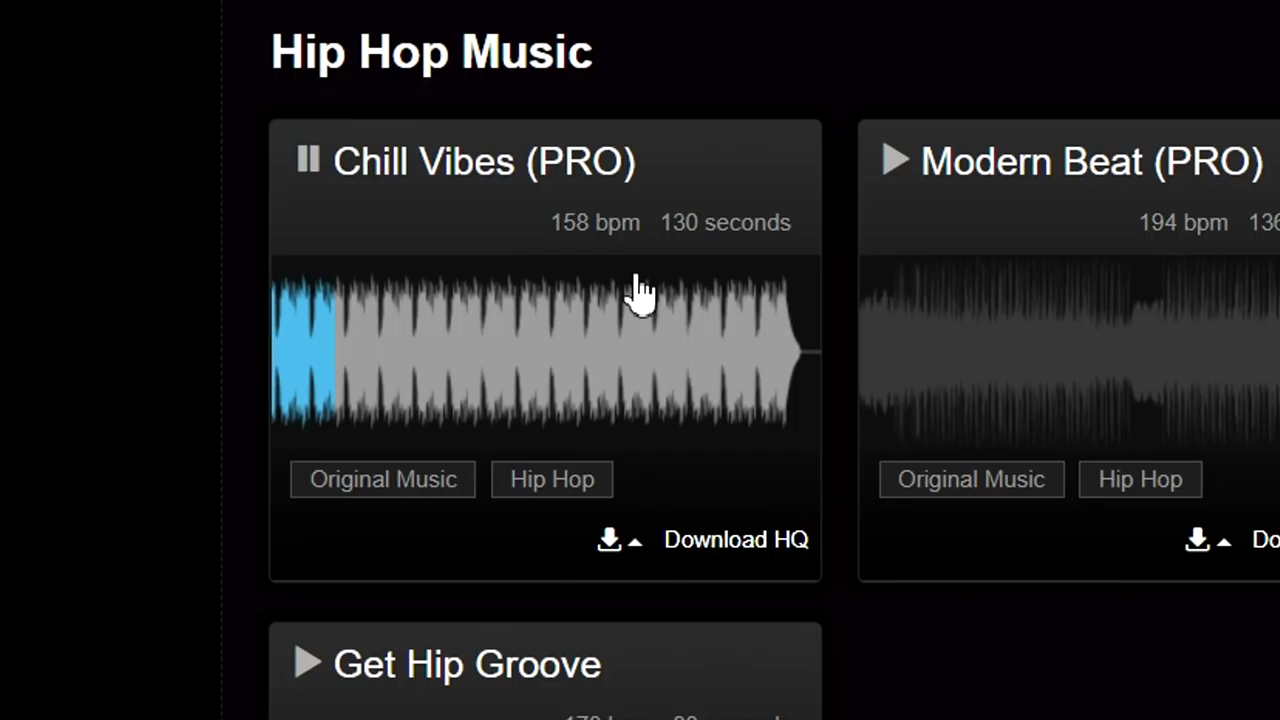 Hip Hop Music
Chill Vibes (PRO)
158 bpm 130 seconds
Original Music
Hip Hop
Download HQ
Modern Beat (PRO)
194 bpm
Original Music
Hip Hop
Get Hip Groove